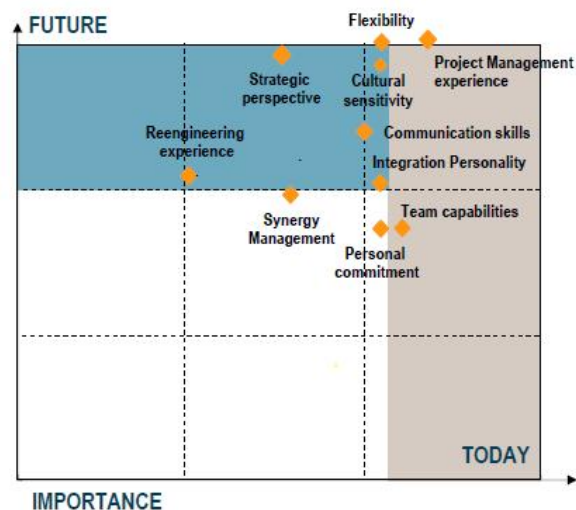 FUTURE
Flexibility
Project Management
experience
Strategic
perspective
Cultural
sensitivity
Reengineering
experience
Communication skills
Integration Personality
Team capabilities
Synergy
Management
Personal
commitment
TODAY
IMPORTANCE